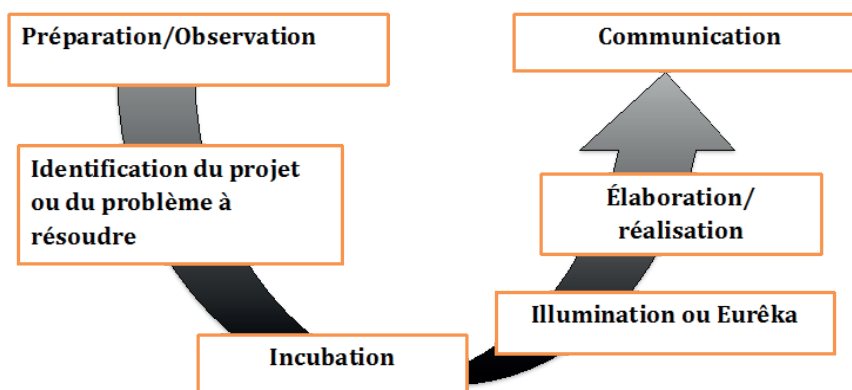 Préparation/Observation
Identification du projet
ou du problème à
résoudre
Incubation
Illumination ou Eurêka
Élaboration/
réalisation
Communication